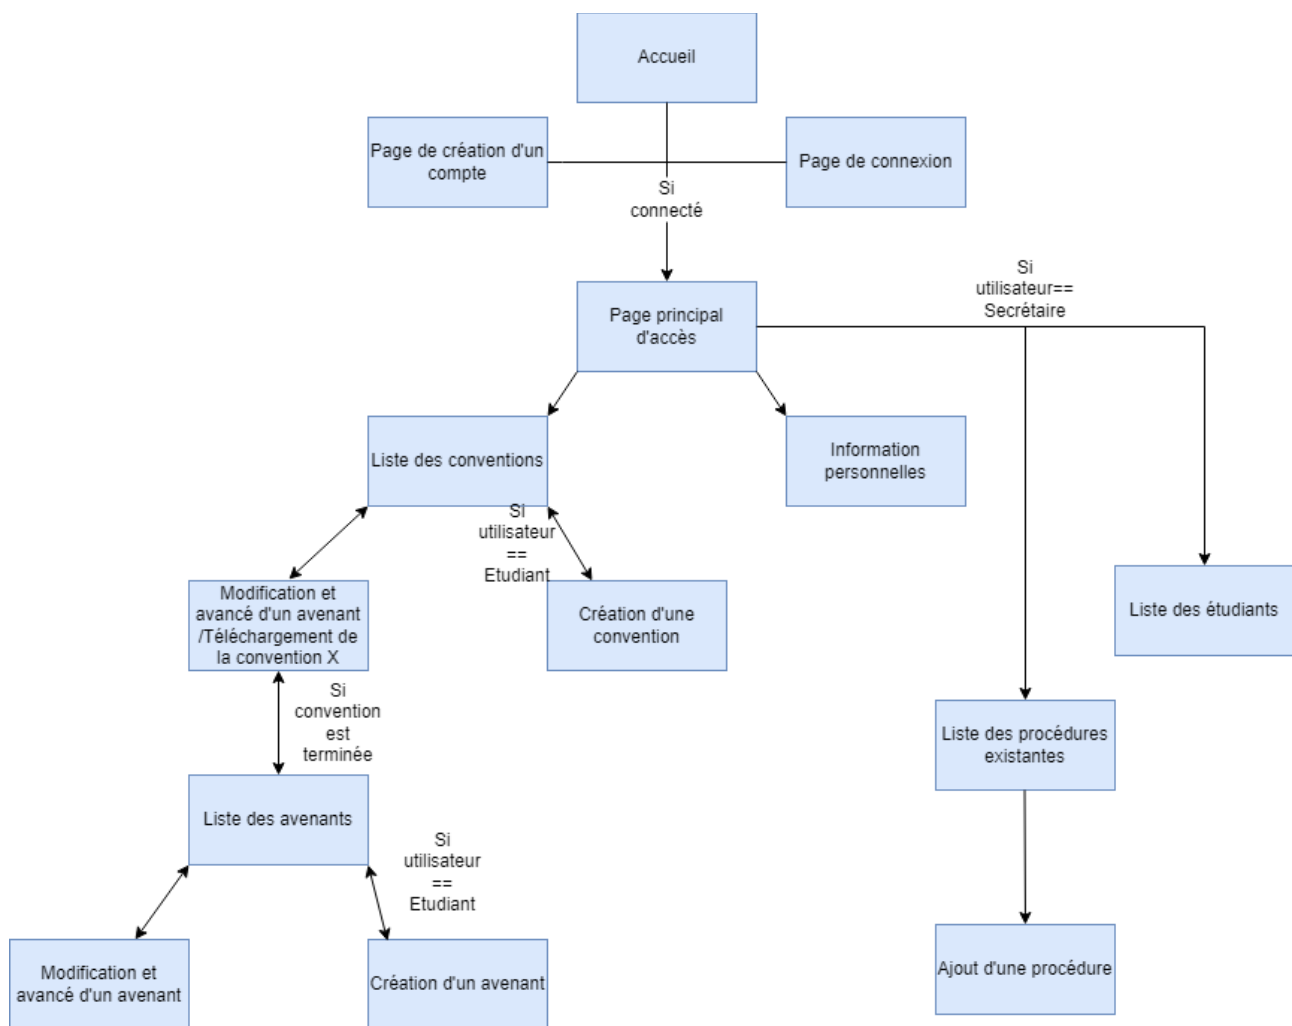 Accueil
Page de création d'un
compte
Page de connexion
Si
connecté
Si
utilisateur==
Secrétaire
Page principal
d'accès
Liste des conventions
Information
personnelles
SI
utilisateur
==
Etudiant
Modification et
avancé d'un avenant
/Téléchargement de
la convention X
Création d'une
convention
Liste des étudiants
Si
convention
est
terminée
Liste des procédures
existantes
Liste des avenants
Si
utilisateur
==
Etudiant
Modification et
avancé d'un avenant
Création d'un avenant
Ajout d'une procédure